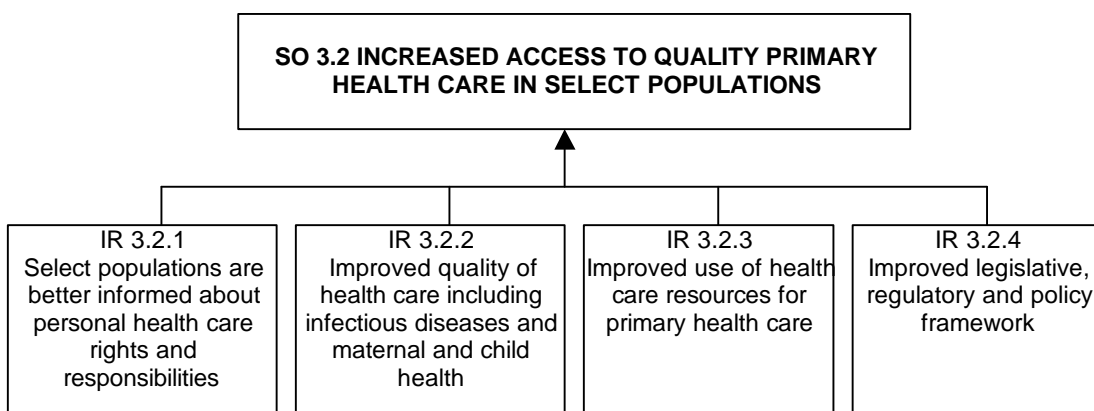 SO 3.2 INCREASED ACCESS TO QUALITY PRIMARY
HEALTH CARE IN SELECT POPULATIONS
IR 3.2.1
Select populations are
better informed about
personal health care
rights and
responsibilities
IR 3.2.2
Improved quality of
health care including
infectious diseases and
maternal and child
health
IR 3.2.3
Improved use of health
care resources for
primary health care
IR 3.2.4
Improved legislative,
regulatory and policy
framework